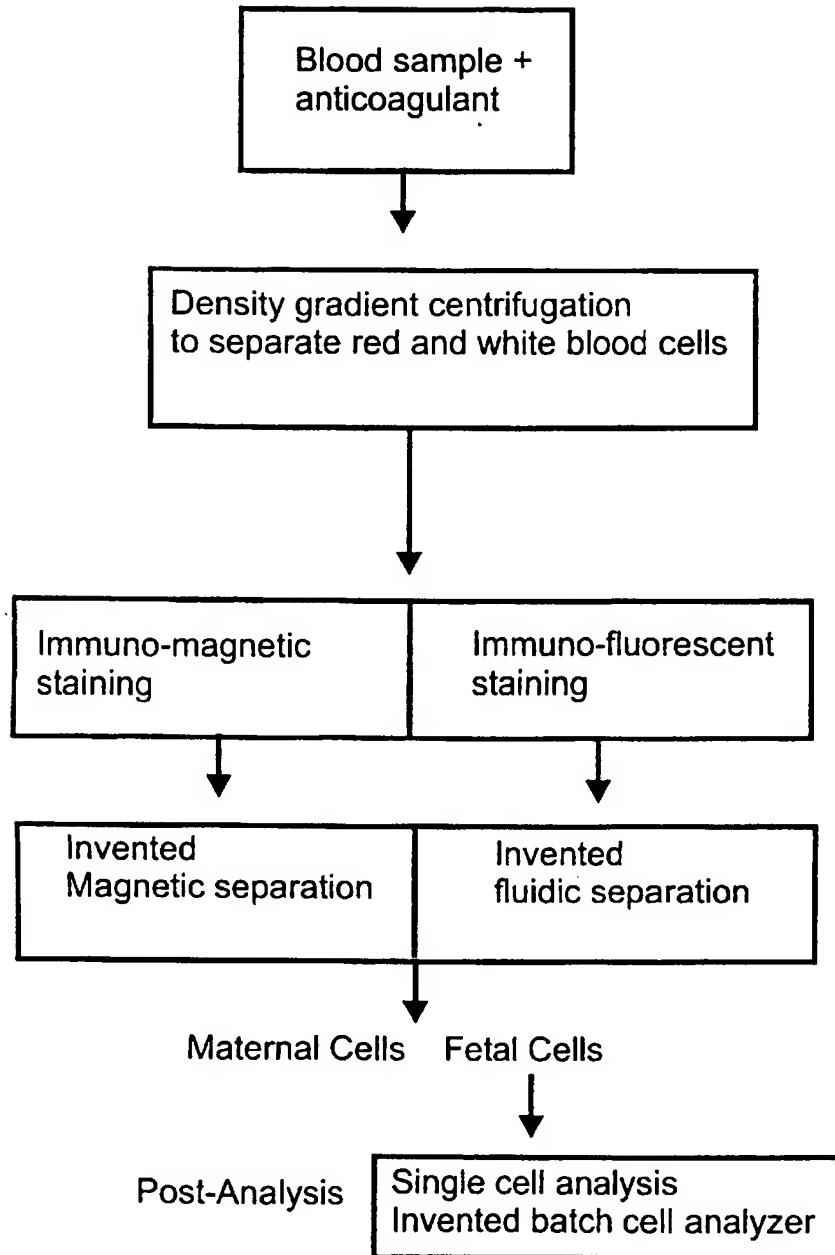 Blood sample +
anticoagulant
Density gradient centrifugation
to separate red and white blood cells
Immuno-magnetic
staining
Immuno-fluorescent
staining
Invented
Magnetic separation
Invented
fluidic separation
Maternal Cells Fetal Cells
Post-Analysis
Single cell analysis
Invented batch cell analyzer